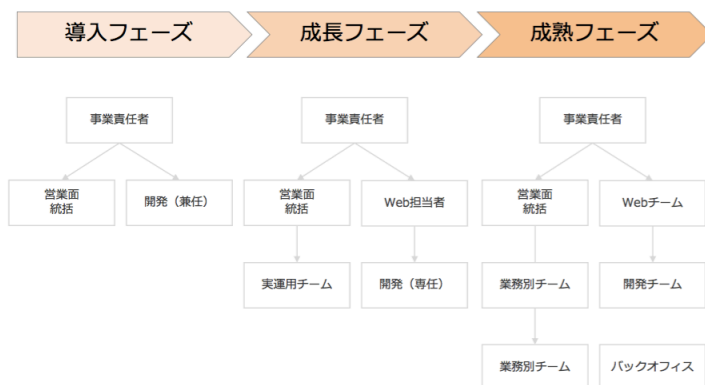 導入フェーズ
成長フェーズ
成熟フェーズ
事業責任者
事業責任者
事業責任者
営業面
統括
開発（兼任）
営業面
統括
Web担当者
営業面
統括
Webチーム
実運用チーム
開発（専任）
業務別チーム
開発チーム
業務別チーム
バックオフィス